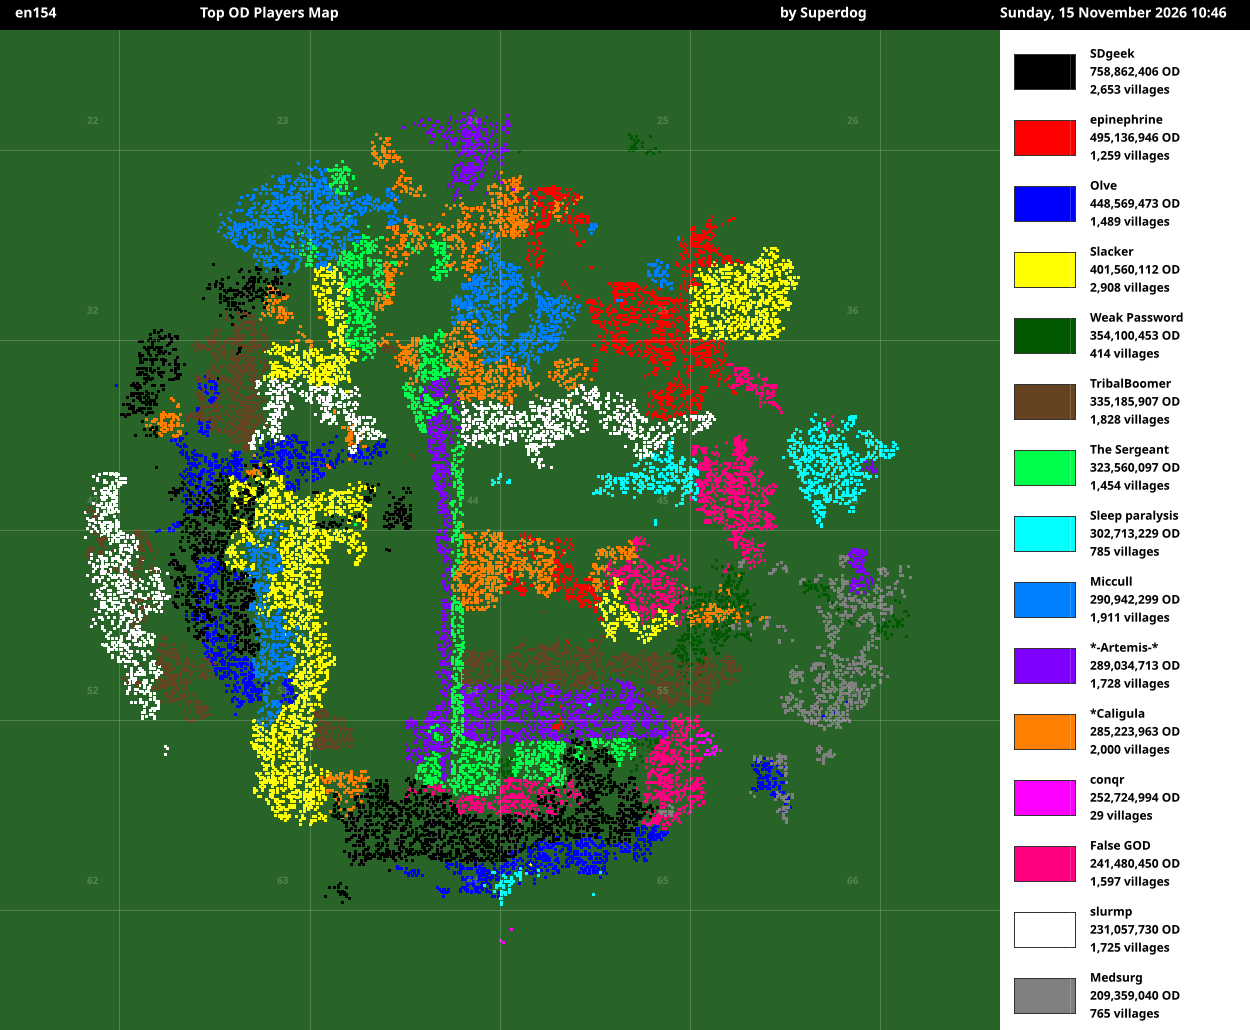 en154 Top OD Players Map by Superdog Sunday, 15 November 2026 10:46
22 23 24 25 26
32 35 36
44 45
52 55
62 63 65 66
SDgeek
758,862,406 OD
2,653 villages
epinephrine
495,136,946 OD
1,259 villages
Olve
448,569,473 OD
1,489 villages
Slacker
401,560,112 OD
2,908 villages
Weak Password
354,100,453 OD
414 villages
TribalBoomer
335,185,907 OD
1,828 villages
The Sergeant
323,560,097 OD
1,454 villages
Sleep paralysis
302,713,229 OD
785 villages
Miccull
290,942,299 OD
1,911 villages
*-Artemis-*
289,034,713 OD
1,728 villages
*Caligula
285,223,963 OD
2,000 villages
conqr
252,724,994 OD
29 villages
False GOD
241,480,450 OD
1,597 villages
slurmp
231,057,730 OD
1,725 villages
Medsurg
209,359,040 OD
765 villages